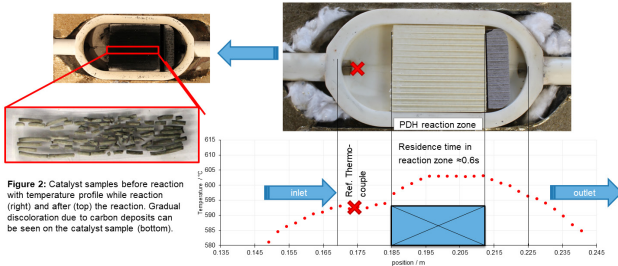 PDH reaction zone
Residence time in
reaction zone ≈0.6s
Ref. Thermo-
couple
inlet
outlet
Temperature / °C
615
610
605
600
595
590
585
580
0.135
0.145
0.155
0.165
0.175
0.185
0.195
0.205
0.215
0.225
0.235
0.245
position / m
Figure 2: Catalyst samples before reaction
with temperature profile while reaction
(right) and after (top) the reaction. Gradual
discoloration due to carbon deposits can
be seen on the catalyst sample (bottom).